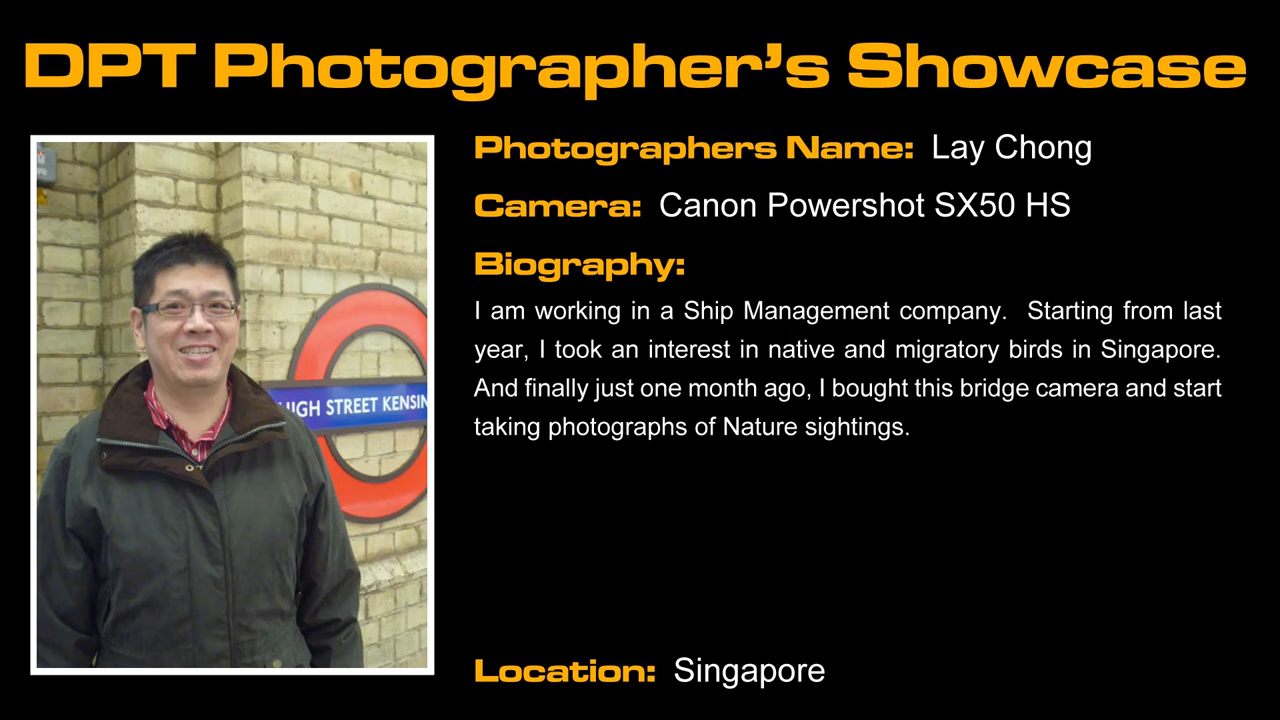 DPT Photographer's Showcase
Photographers Name: Lay Chong
Camera: Canon Powershot SX50 HS
Biography:
I am working in a Ship Management company. Starting from last
year, I took an interest in native and migratory birds in Singapore.
And finally just one month ago, I bought this bridge camera and start
taking photographs of Nature sightings.
Location: Singapore
HIGH STREET KENSIN